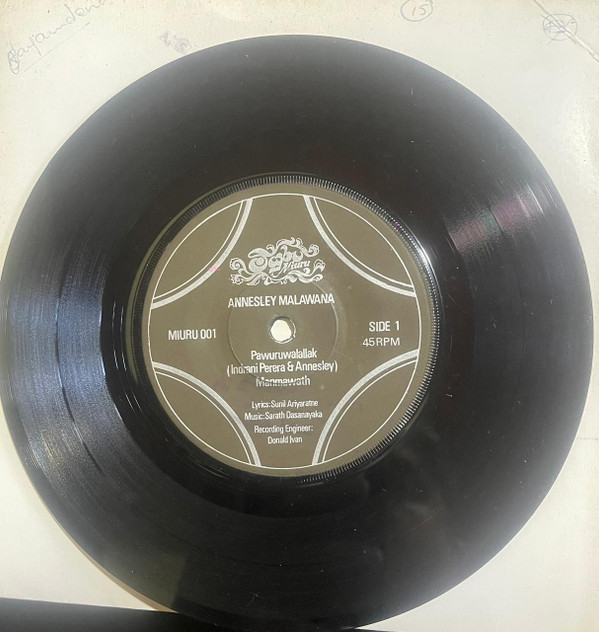 15
මියුරු
Miuru
ANNESLEY MALAWANA
MIURU 001
SIDE 1
45RPM
Pawuruwalallak
(Indrani Perera & Annesley)
Manmawath
Lyrics: Sunil Ariyaratne
Music: Sarath Dasanayaka
Recording Engineer:
Donald Ivan